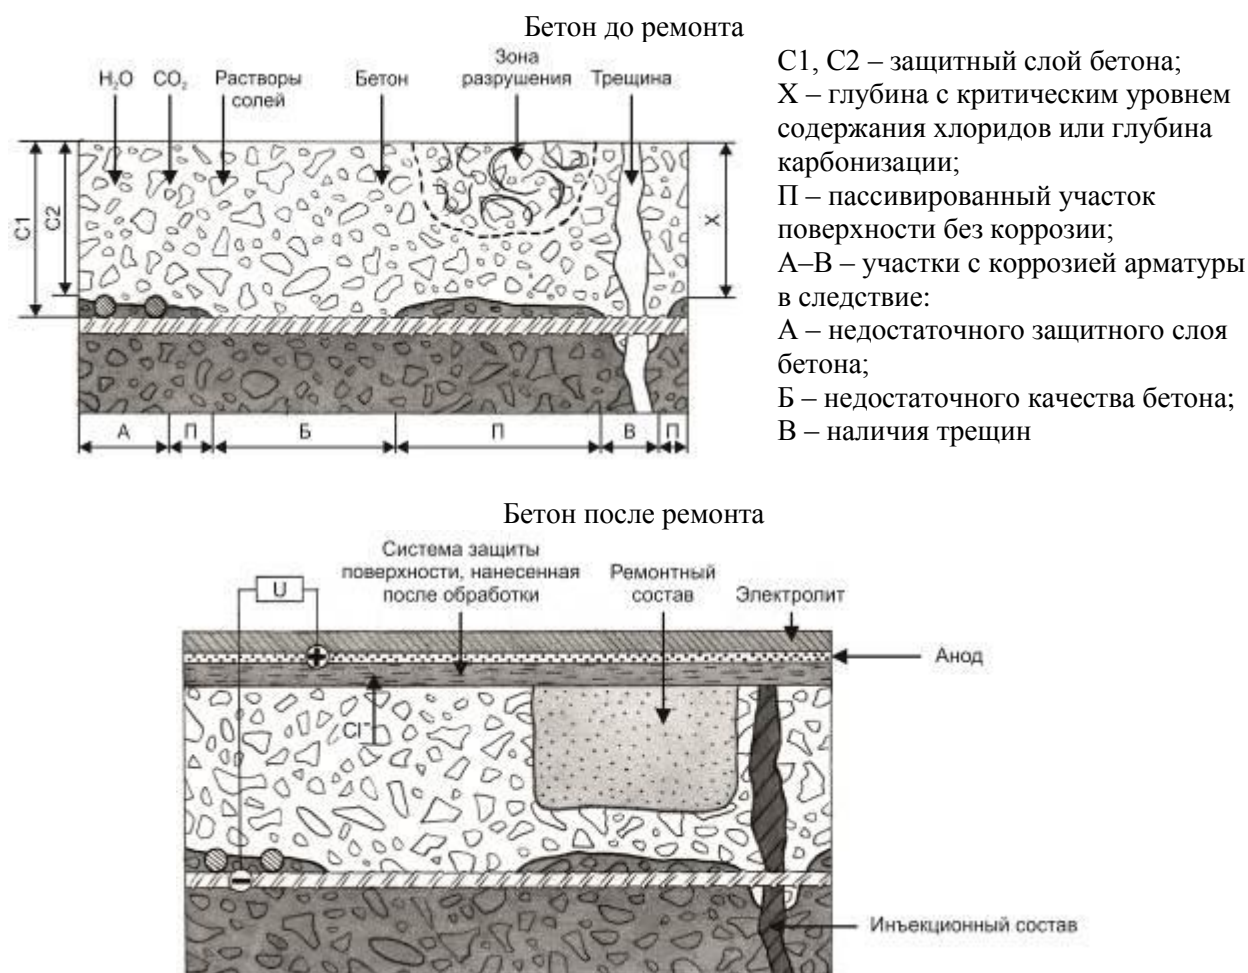 Бетон до ремонта
H₂O CO₂ Растворы солей Бетон Зона разрушения Трещина
C1 C2 X
А П Б П В П
С1, С2 – защитный слой бетона;
Х – глубина с критическим уровнем
содержания хлоридов или глубина
карбонизации;
П – пассивированный участок
поверхности без коррозии;
А–В – участки с коррозией арматуры
в следствие:
А – недостаточного защитного слоя
бетона;
Б – недостаточного качества бетона;
В – наличия трещин
Бетон после ремонта
Система защиты
поверхности, нанесенная
после обработки
Ремонтный
состав
Электролит
U
Анод
Cl⁻
Инъекционный состав